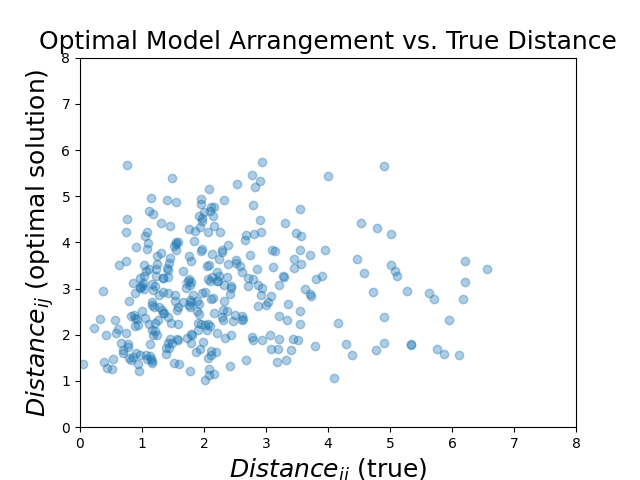 Optimal Model Arrangement vs. True Distance
8
7
6
5
4
3
2
1
0
Distance_ij (optimal solution)
0 1 2 3 4 5 6 7 8
Distance_ij (true)